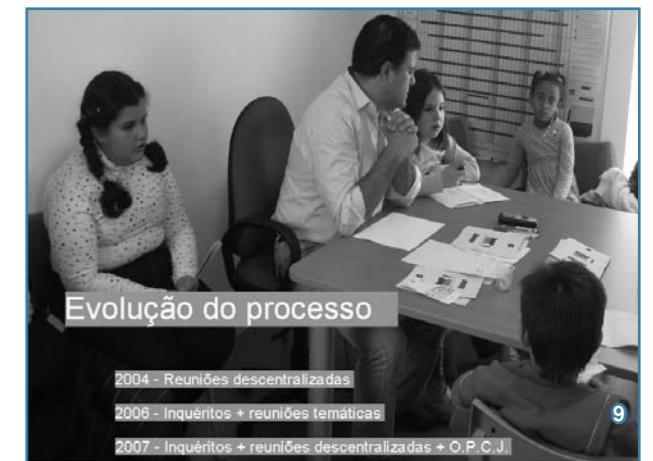 Evolução do processo
2004 - Reuniões descentralizadas
2006 - Inquéritos + reuniões temáticas
9
2007 - Inquéritos + reuniões descentralizadas + O.P.C.J.